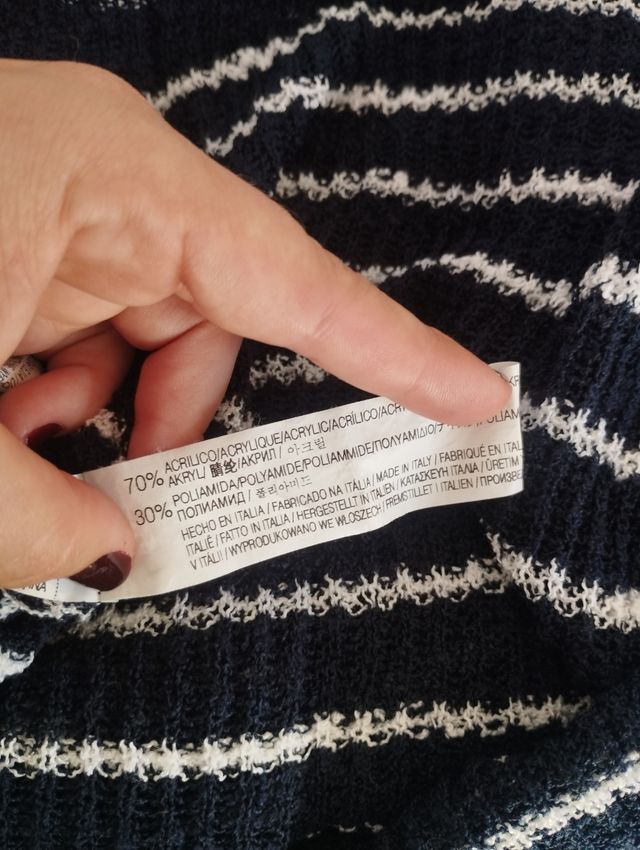 70% ACRILICO/ACRYLIQUE/ACRYLIC/ACRÍLICO/
AKRYL/ 腈纶/АКРИЛ / 아크릴
30% POLIAMIDA/POLYAMIDE/POLIAMMIDE/ΠΟΛΥΑΜΙΔΙΟ/
ПОЛИАМИД / 폴리아미드
HECHO EN ITALIA / FABRICADO NA ITÁLIA / MADE IN ITALY / FABRIQUÉ EN
ITALIË / FATTO IN ITALIA / HERGESTELLT IN ITALIEN / ΚΑΤΑΣΚΕΥΗ ΙΤΑΛΙΑ / ÜRETIM
V ITALII / WYPRODUKOWANO WE WŁOSZECH / FREMSTILLET I ITALIEN /